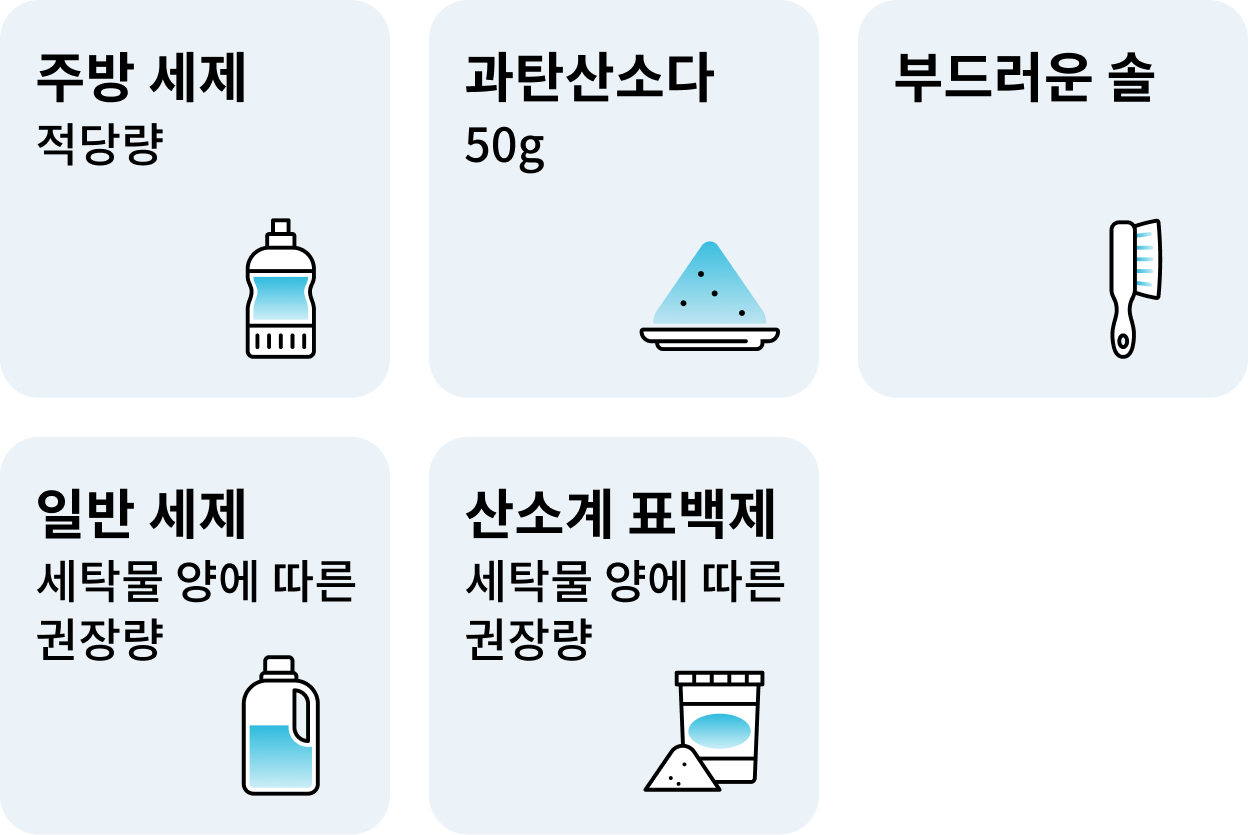 주방 세제
적당량
과탄산소다
50g
부드러운 솔
일반 세제
세탁물 양에 따른
권장량
산소계 표백제
세탁물 양에 따른
권장량